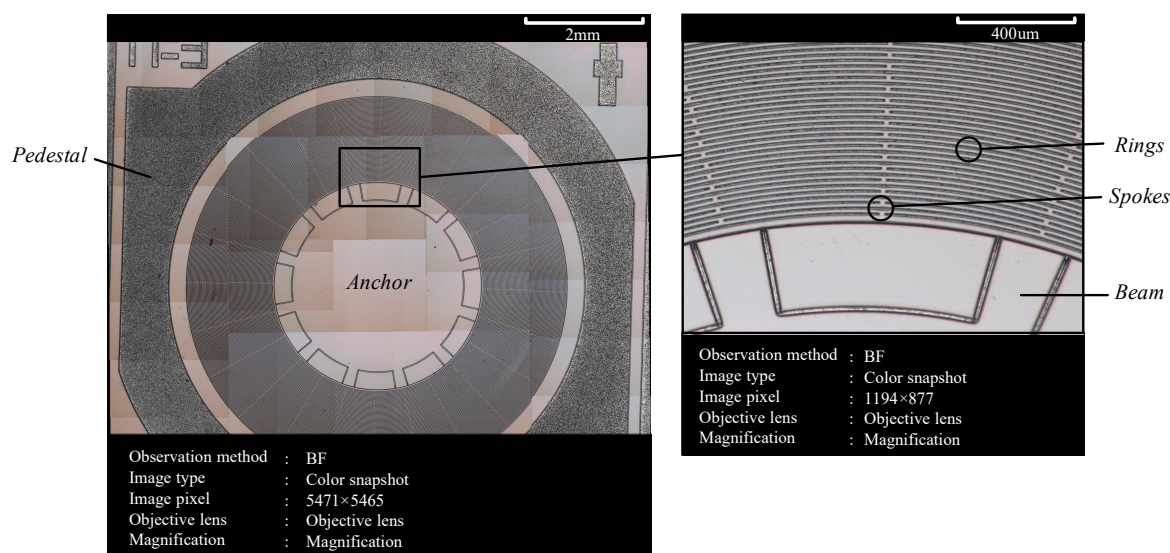 2mm
400um
Pedestal
Anchor
Rings
Spokes
Beam
Observation method : BF
Image type : Color snapshot
Image pixel : 5471×5465
Objective lens : Objective lens
Magnification : Magnification
Observation method : BF
Image type : Color snapshot
Image pixel : 1194×877
Objective lens : Objective lens
Magnification : Magnification